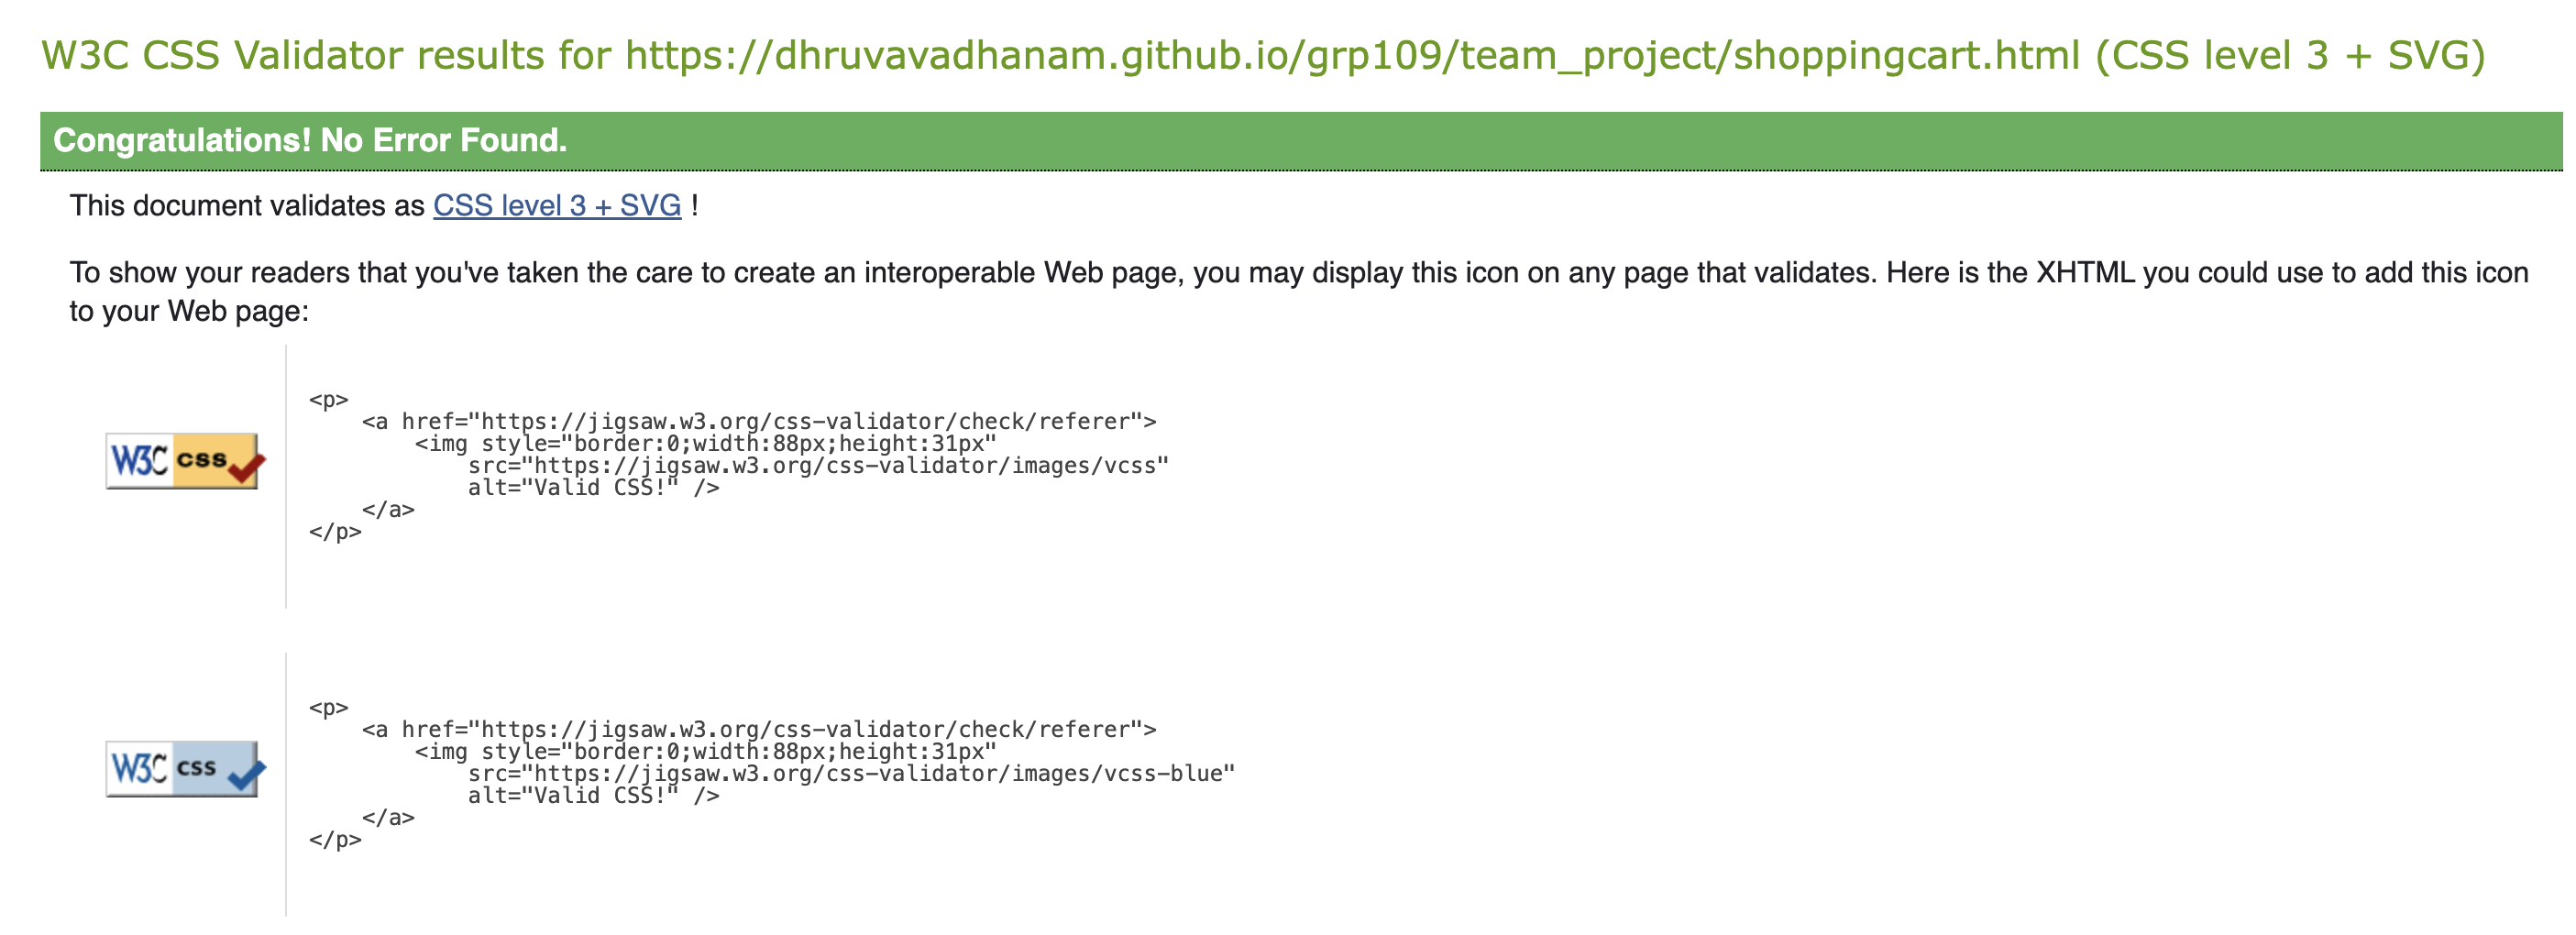 W3C CSS Validator results for https://dhruvavadhanam.github.io/grp109/team_project/shoppingcart.html (CSS level 3 + SVG)
Congratulations! No Error Found.
This document validates as CSS level 3 + SVG !
To show your readers that you've taken the care to create an interoperable Web page, you may display this icon on any page that validates. Here is the XHTML you could use to add this icon
to your Web page:
W3C css
<p>
    <a href="https://jigsaw.w3.org/css-validator/check/referer">
        <img style="border:0;width:88px;height:31px"
            src="https://jigsaw.w3.org/css-validator/images/vcss"
            alt="Valid CSS!" />
    </a>
</p>
W3C css
<p>
    <a href="https://jigsaw.w3.org/css-validator/check/referer">
        <img style="border:0;width:88px;height:31px"
            src="https://jigsaw.w3.org/css-validator/images/vcss-blue"
            alt="Valid CSS!" />
    </a>
</p>